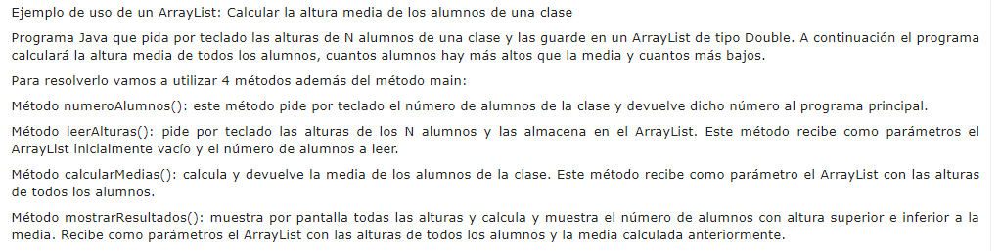 Ejemplo de uso de un ArrayList: Calcular la altura media de los alumnos de una clase
Programa Java que pida por teclado las alturas de N alumnos de una clase y las guarde en un ArrayList de tipo Double. A continuación el programa
calculará la altura media de todos los alumnos, cuantos alumnos hay más altos que la media y cuantos más bajos.
Para resolverlo vamos a utilizar 4 métodos además del método main:
Método numeroAlumnos(): este método pide por teclado el número de alumnos de la clase y devuelve dicho número al programa principal.
Método leerAlturas(): pide por teclado las alturas de los N alumnos y las almacena en el ArrayList. Este método recibe como parámetros el
ArrayList inicialmente vacío y el número de alumnos a leer.
Método calcularMedias(): calcula y devuelve la media de los alumnos de la clase. Este método recibe como parámetro el ArrayList con las alturas
de todos los alumnos.
Método mostrarResultados(): muestra por pantalla todas las alturas y calcula y muestra el número de alumnos con altura superior e inferior a la
media. Recibe como parámetros el ArrayList con las alturas de todos los alumnos y la media calculada anteriormente.